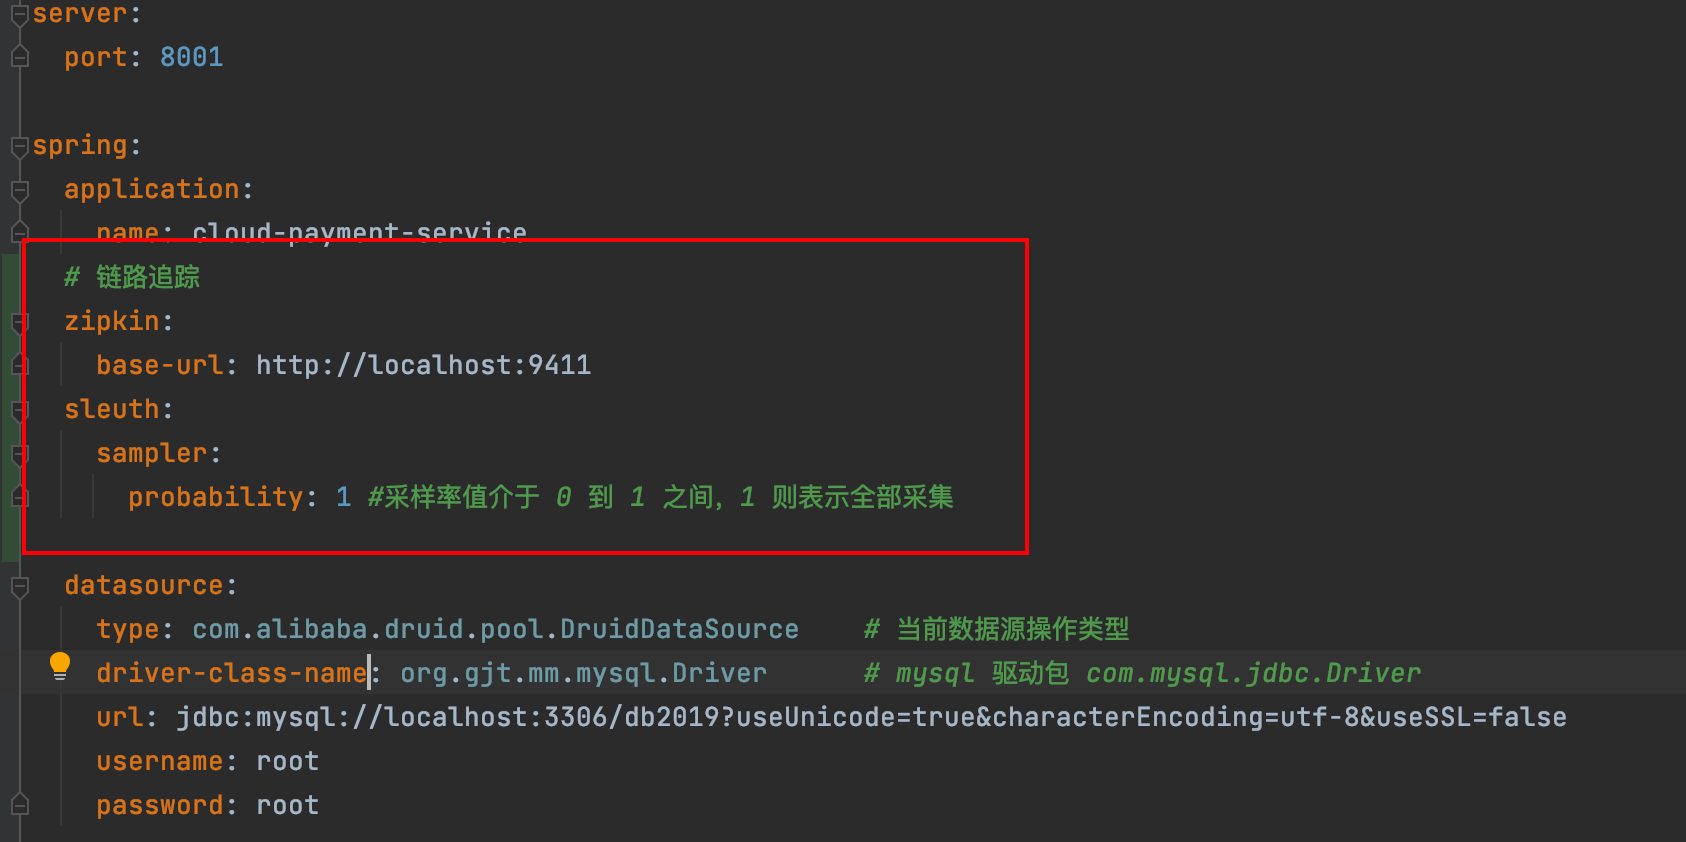 server:
  port: 8001
spring:
  application:
    name: cloud-payment-service
  # 链路追踪
  zipkin:
    base-url: http://localhost:9411
  sleuth:
    sampler:
      probability: 1 #采样率值介于 0 到 1 之间，1 则表示全部采集
  datasource:
    type: com.alibaba.druid.pool.DruidDataSource    # 当前数据源操作类型
    driver-class-name: org.gjt.mm.mysql.Driver      # mysql 驱动包 com.mysql.jdbc.Driver
    url: jdbc:mysql://localhost:3306/db2019?useUnicode=true&characterEncoding=utf-8&useSSL=false
    username: root
    password: root